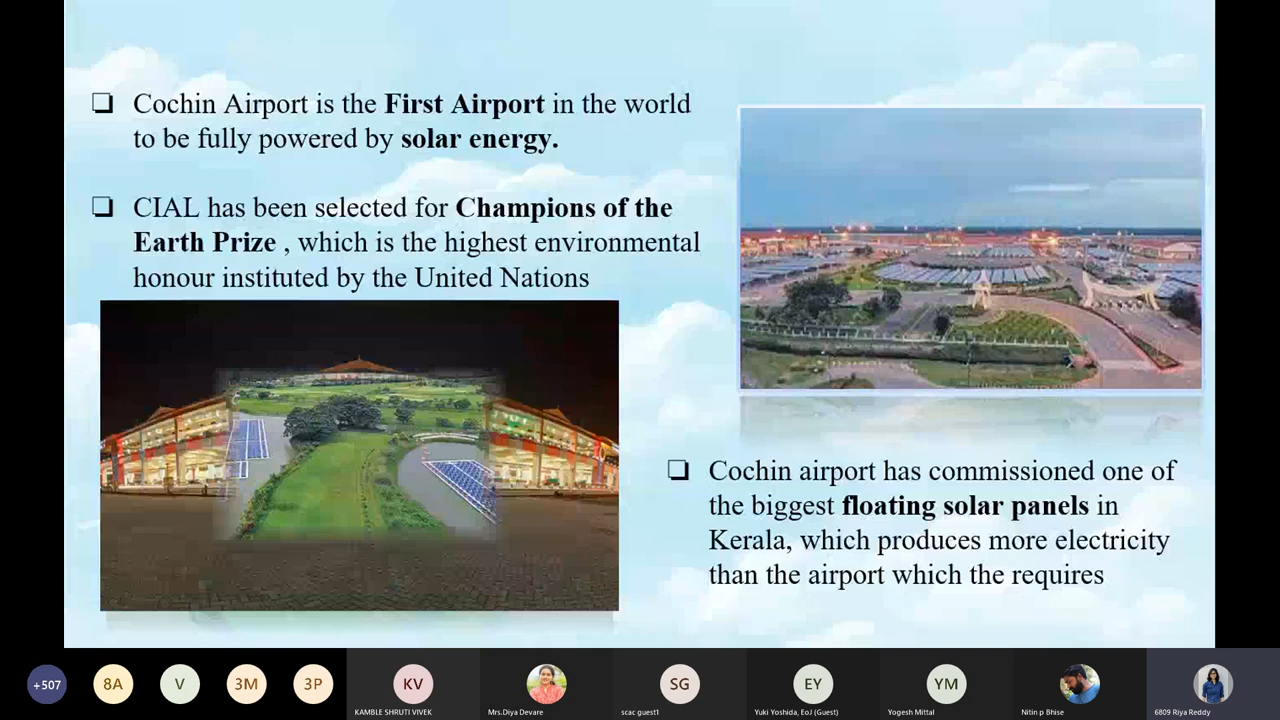 ❏ Cochin Airport is the First Airport in the world
to be fully powered by solar energy.
❏ CIAL has been selected for Champions of the
Earth Prize , which is the highest environmental
honour instituted by the United Nations
❏ Cochin airport has commissioned one of
the biggest floating solar panels in
Kerala, which produces more electricity
than the airport which the requires
+507
8A
V
3M
3P
KV
SG
EY
YM
KAMBLE SHRUTI VIVEK
Mrs.Diya Devare
scac guest1
Yuki Yoshida, EoJ (Guest)
Yogesh Mittal
Nitin p Bhise
6809 Riya Reddy